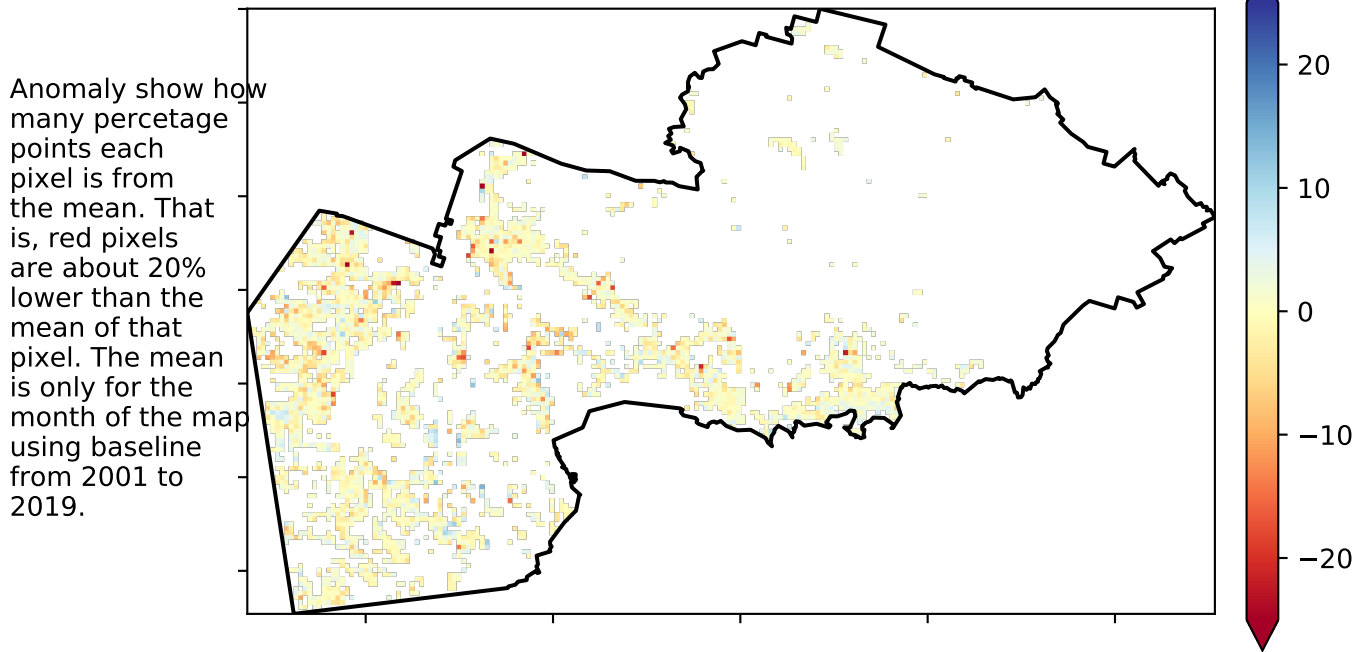 Anomaly show how
many percetage
points each
pixel is from
the mean. That
is, red pixels
are about 20%
lower than the
mean of that
pixel. The mean
is only for the
month of the map
using baseline
from 2001 to
2019.
20
10
0
−10
−20